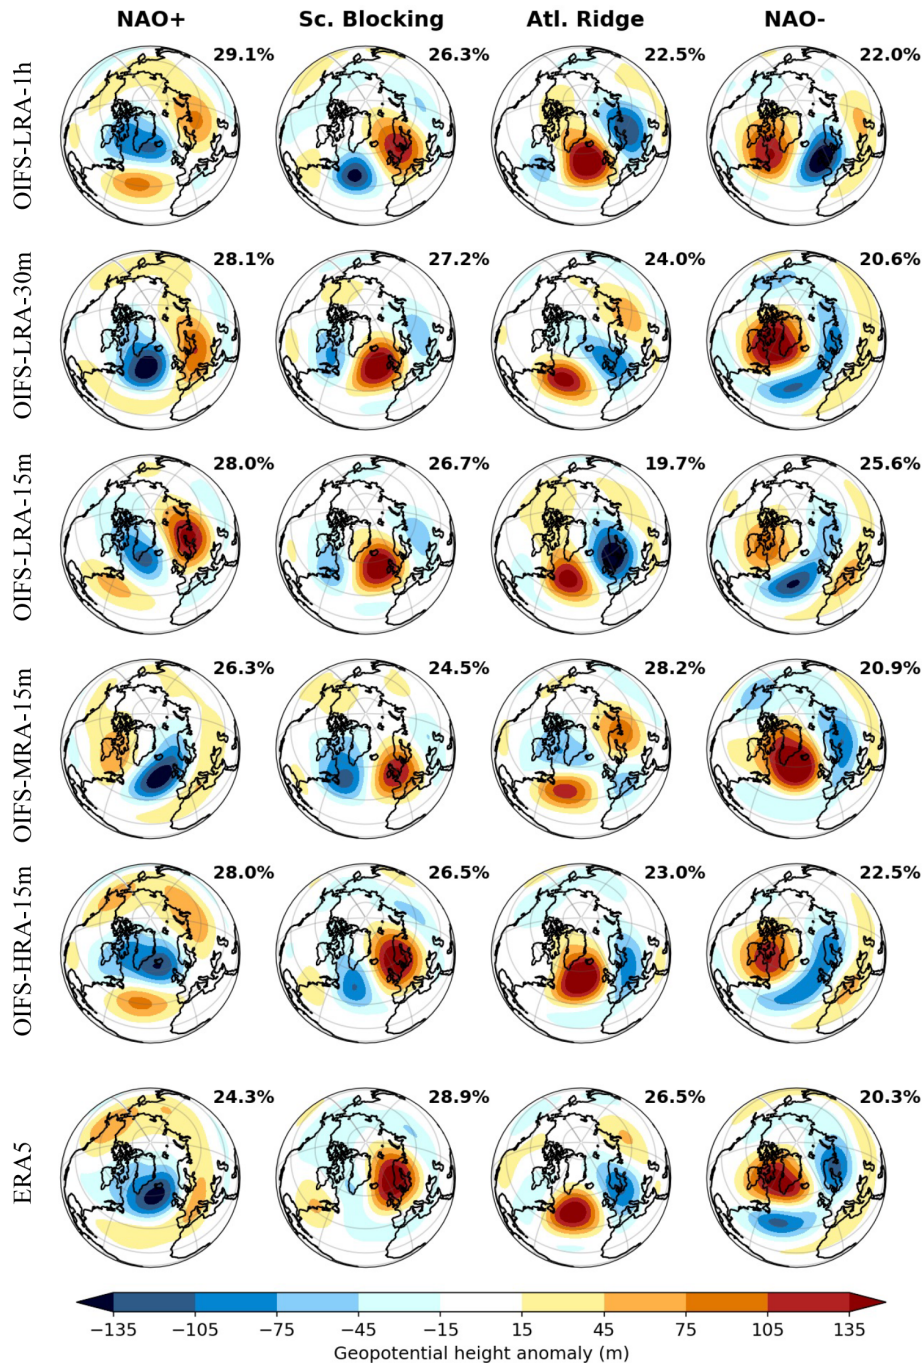 NAO+ Sc. Blocking Atl. Ridge NAO-
OIFS-LRA-1h 29.1% 26.3% 22.5% 22.0%
OIFS-LRA-30m 28.1% 27.2% 24.0% 20.6%
OIFS-LRA-15m 28.0% 26.7% 19.7% 25.6%
OIFS-MRA-15m 26.3% 24.5% 28.2% 20.9%
OIFS-HRA-15m 28.0% 26.5% 23.0% 22.5%
ERA5 24.3% 28.9% 26.5% 20.3%
−135 −105 −75 −45 −15 15 45 75 105 135
Geopotential height anomaly (m)